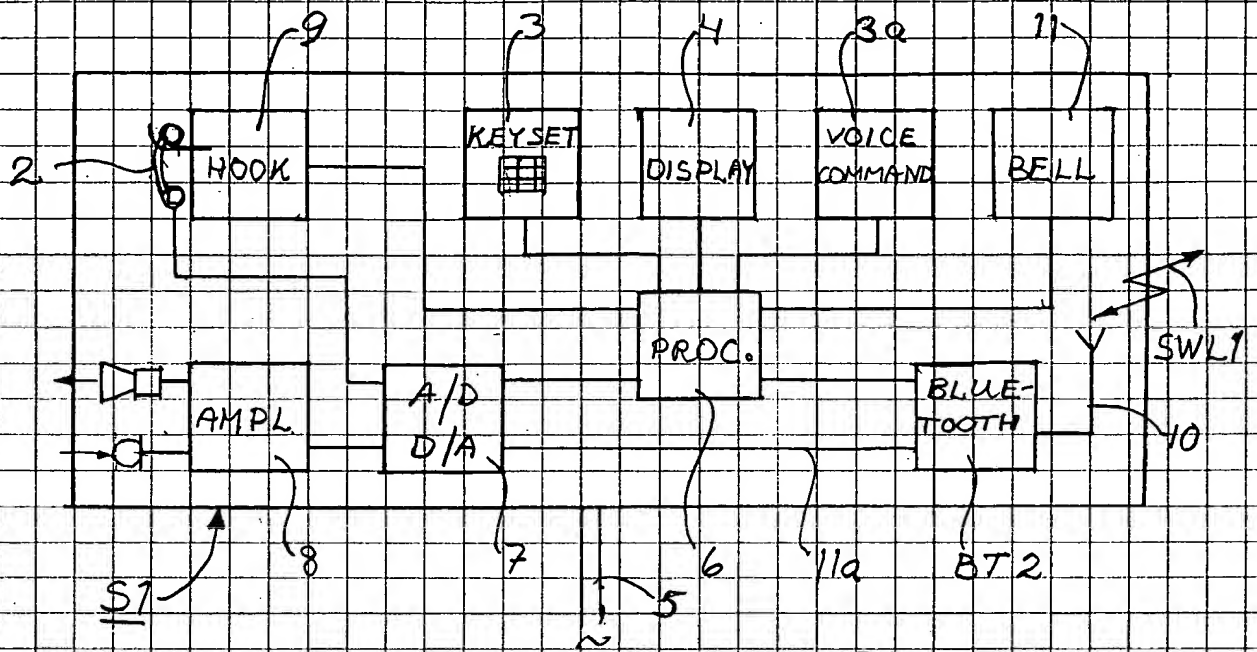 9
3
4
3a
11
2
HOOK
KEYSET
DISPLAY
VOICE
COMMAND
BELL
SWL1
PROC.
AMPL.
A/D
D/A
BLUE-
TOOTH
10
S1
8
7
5
6
11a
BT2
~